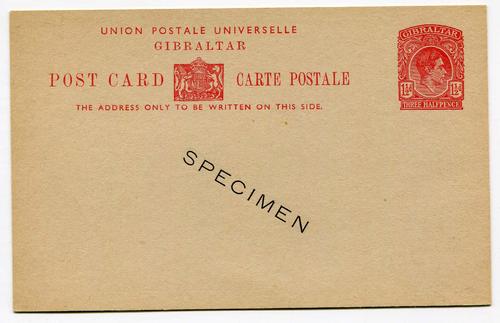 UNION POSTALE UNIVERSELLE
GIBRALTAR
POST CARD CARTE POSTALE
THE ADDRESS ONLY TO BE WRITTEN ON THIS SIDE.
GIBRALTAR
1½d 1½d
THREE HALFPENCE
SPECIMEN